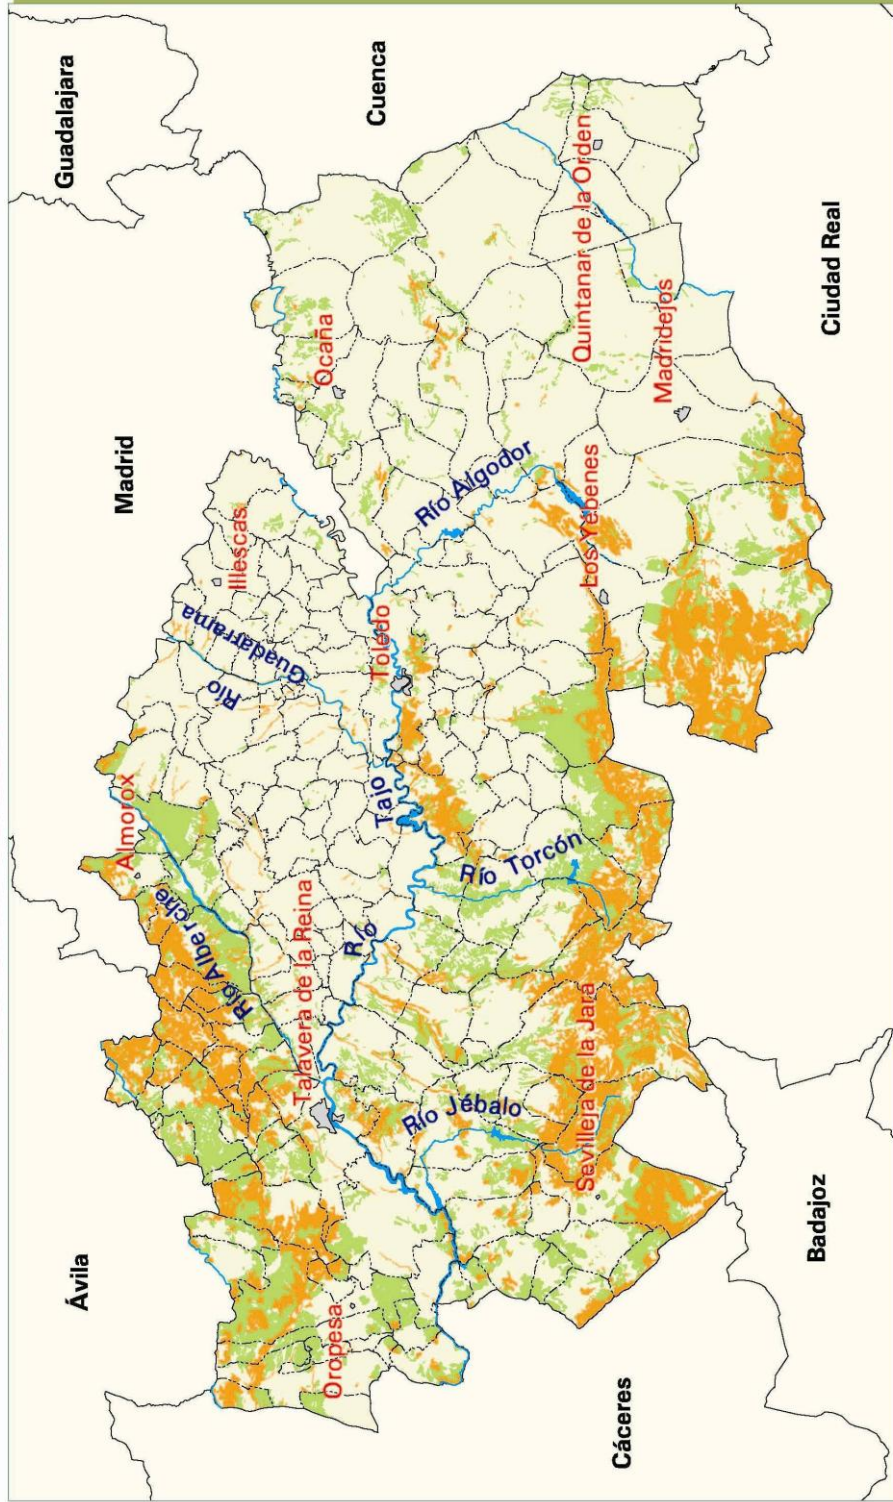 Guadalajara
Madrid
Ávila
Cuenca
Almorox
Illescas
Río
Guadarrama
Río Alberche
Ocaña
Talavera de la Reina
Toledo
Río
Tajo
Río Algodor
Oropesa
Río Jébalo
Río Torcón
Quintanar de la Orden
Los Yébenes
Sevilleja de la Jara
Madridejos
Cáceres
Badajoz
Ciudad Real